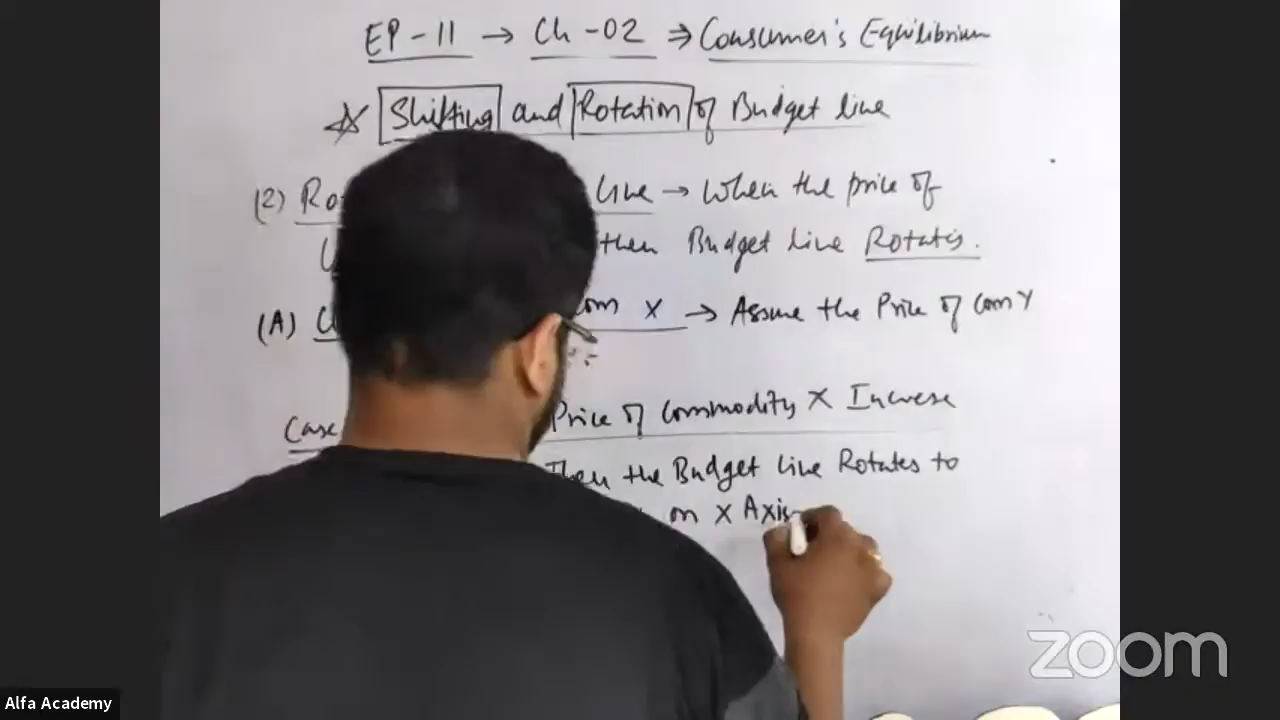 EP - 11 → Ch - 02 ⇒ Consumer's Equilibrium
☆ Shifting and Rotation of Budget line
(2) Ro line → When the price of
then Budget line Rotates.
(A) Com X → Assume the Price of Com Y
Case Price of Commodity X Increase
Then the Budget line Rotates to
on X Axis
zoom
Alfa Academy